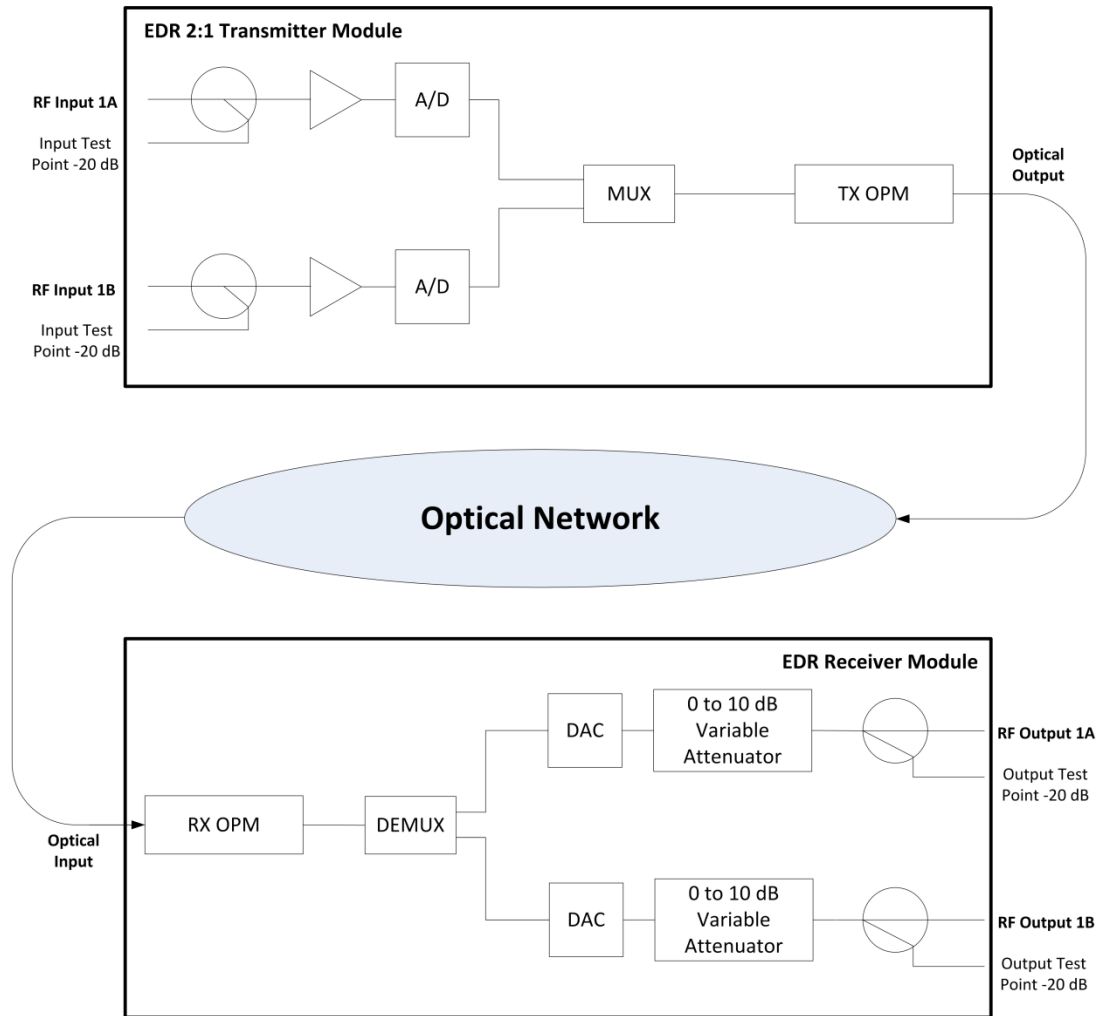 EDR 2:1 Transmitter Module
RF Input 1A
Input Test
Point -20 dB
A/D
RF Input 1B
Input Test
Point -20 dB
A/D
MUX
TX OPM
Optical
Output
Optical Network
EDR Receiver Module
Optical
Input
RX OPM
DEMUX
DAC
0 to 10 dB
Variable
Attenuator
RF Output 1A
Output Test
Point -20 dB
DAC
0 to 10 dB
Variable
Attenuator
RF Output 1B
Output Test
Point -20 dB